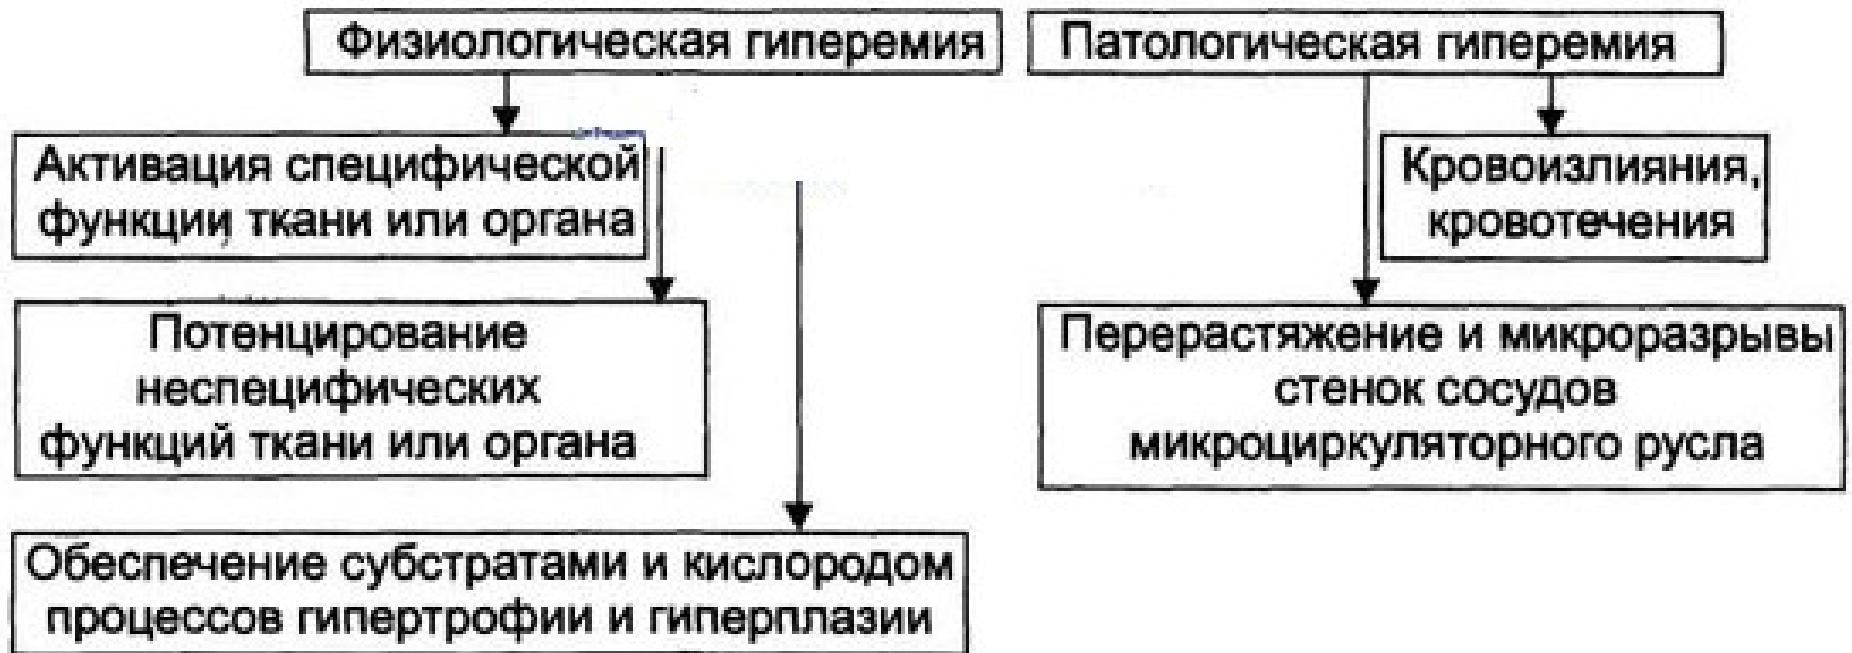 Физиологическая гиперемия
Патологическая гиперемия
Активация специфической
функции ткани или органа
Кровоизлияния,
кровотечения
Потенцирование
неспецифических
функций ткани или органа
Перерастяжение и микроразрывы
стенок сосудов
микроциркуляторного русла
Обеспечение субстратами и кислородом
процессов гипертрофии и гиперплазии